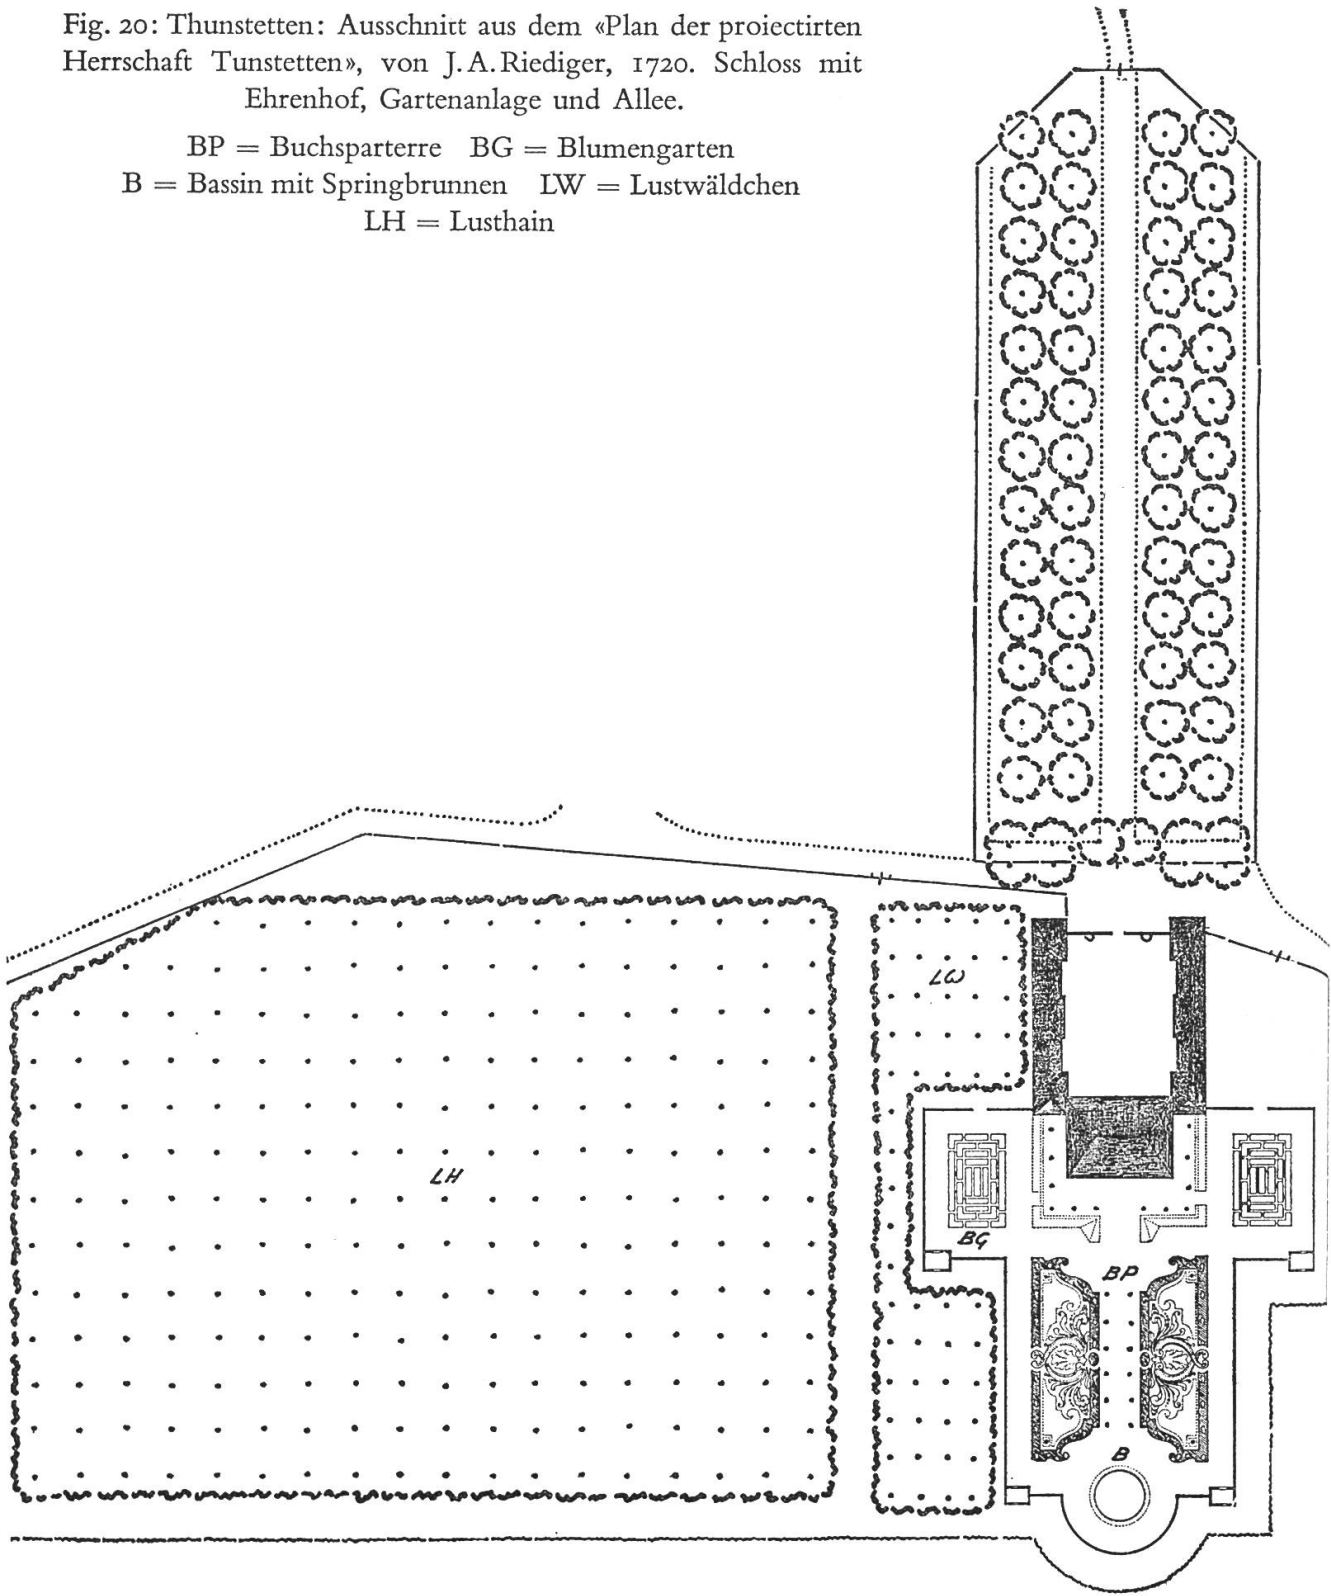 Fig. 20: Thunstetten: Ausschnitt aus dem «Plan der proiectirten
Herrschaft Tunstetten», von J. A. Riediger, 1720. Schloss mit
Ehrenhof, Gartenanlage und Allee.
BP = Buchsparterre BG = Blumengarten
B = Bassin mit Springbrunnen LW = Lustwäldchen
LH = Lusthain
LW
LH
BG
BP
B